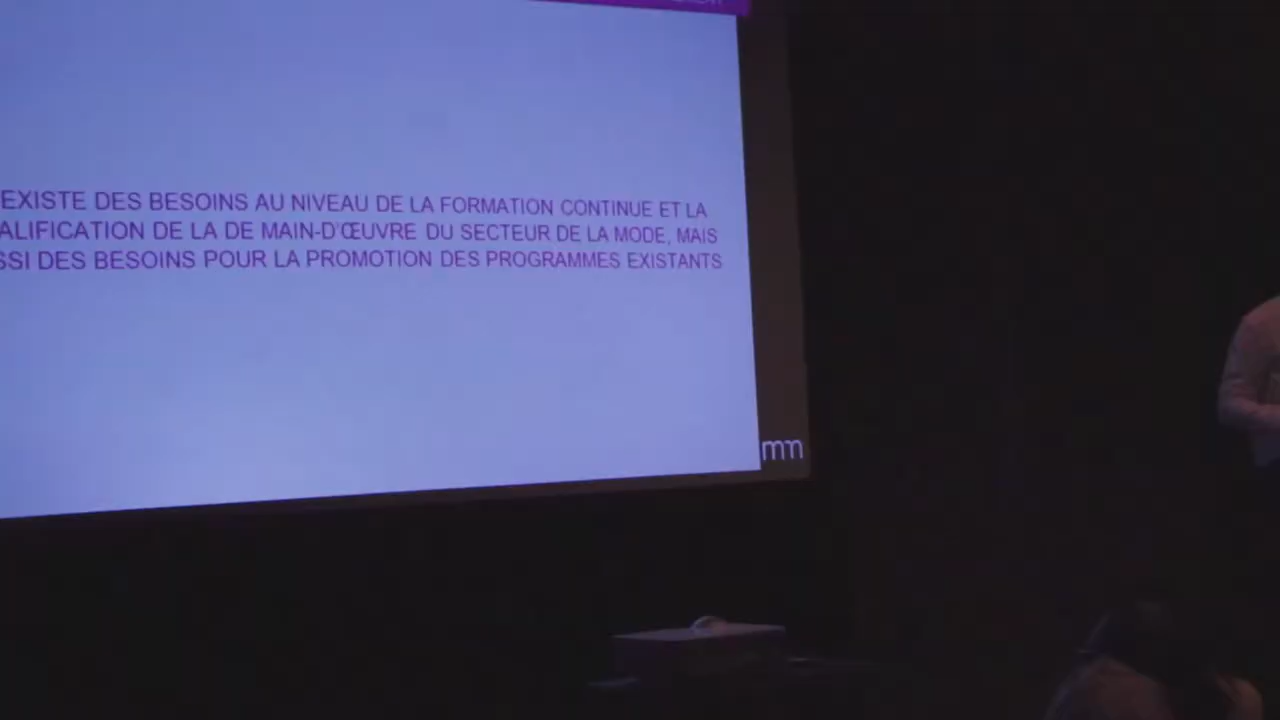 EXISTE DES BESOINS AU NIVEAU DE LA FORMATION CONTINUE ET LA
ALIFICATION DE LA DE MAIN-D'ŒUVRE DU SECTEUR DE LA MODE, MAIS
SSI DES BESOINS POUR LA PROMOTION DES PROGRAMMES EXISTANTS
mm